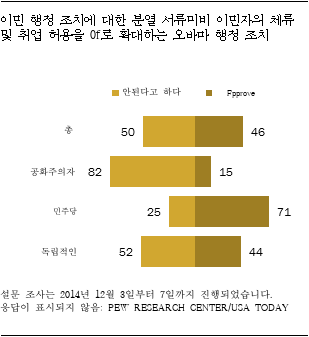 이민 행정 조치에 대한 분열 서류미비 이민자의 체류
및 취업 허용을 0f로 확대하는 오바마 행정 조치
안된다고 하다 Fpprove
총 50 46
공화주의자 82 15
민주당 25 71
독립적인 52 44
설문 조사는 2014년 12월 3일부터 7일까지 진행되었습니다.
응답이 표시되지 않음: PEW RESEARCH CENTER/USA TODAY